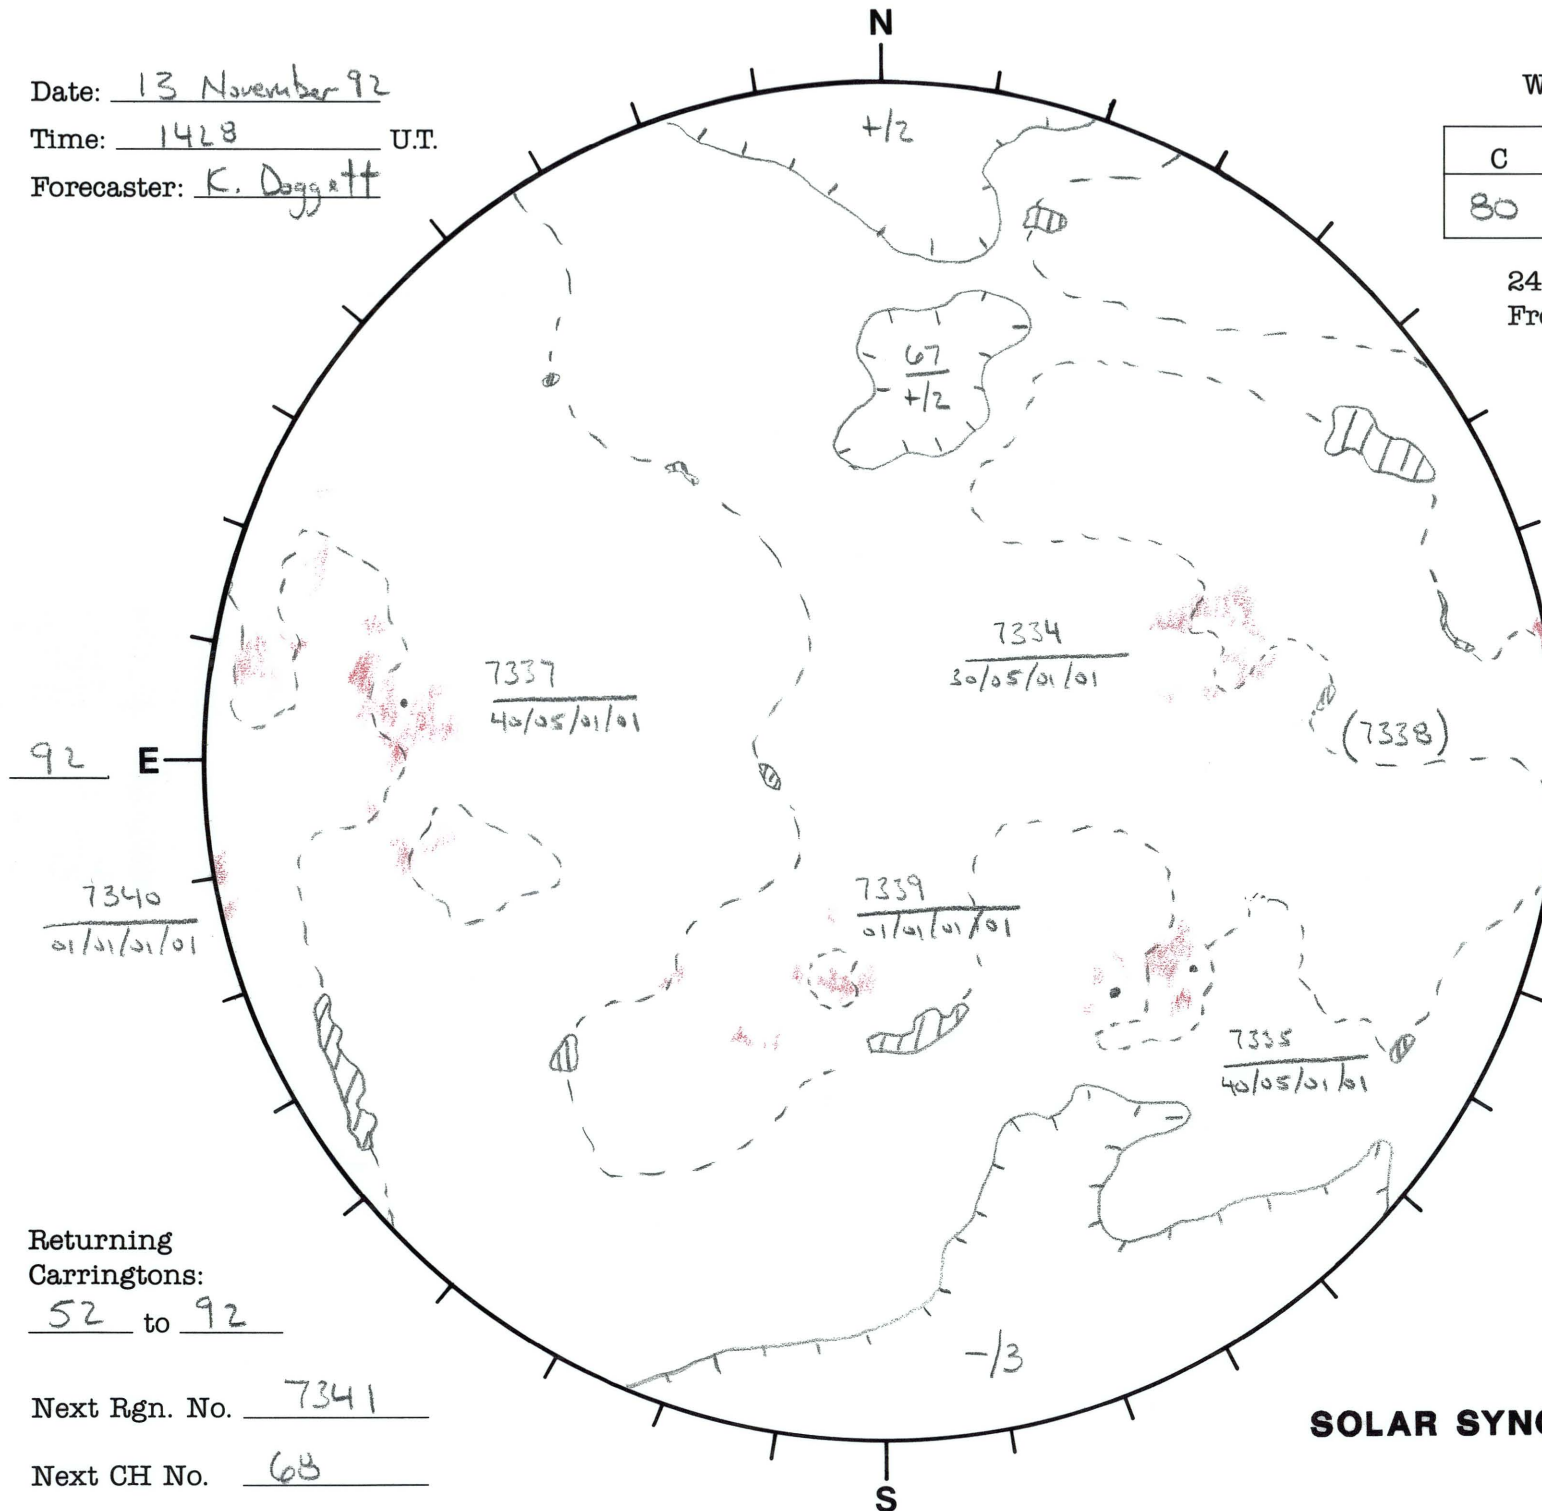 N
Date: 13 November 92
Time: 1428 U.T.
Forecaster: K. Doggett
W
C
80
24
Fr
+/2
67
+/2
7334
30/05/01/01
7337
40/05/01/01
(7338)
92
E
7340
01/01/01/01
7339
01/01/01/01
7335
40/05/01/01
Returning
Carringtons:
52 to 92
-/3
Next Rgn. No. 7341
SOLAR SYNO
Next CH No. 68
S